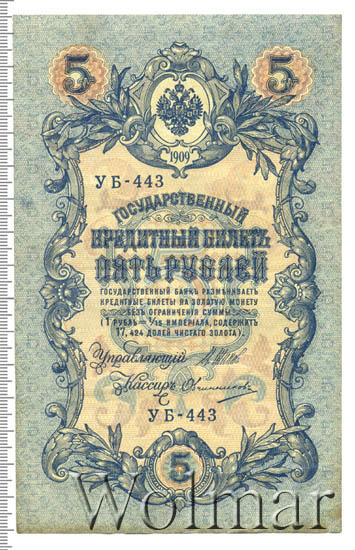 5 5
1909
УБ-443
ГОСУДАРСТВЕННЫЙ
КРЕДИТНЫЙ БИЛЕТЪ
ПЯТЬ РУБЛЕЙ
ГОСУДАРСТВЕННЫЙ БАНКЪ РАЗМѢНИВАЕТЪ
КРЕДИТНЫЕ БИЛЕТЫ НА ЗОЛОТУЮ МОНЕТУ
БЕЗЪ ОГРАНИЧЕНІЯ СУММЫ
(1 РУБЛЬ = 1/15 ИМПЕРІАЛА, СОДЕРЖИТЪ
17,424 ДОЛЕЙ ЧИСТАГО ЗОЛОТА).
Управляющій
Кассиръ Овчинниковъ
УБ-443
5
Wolmar